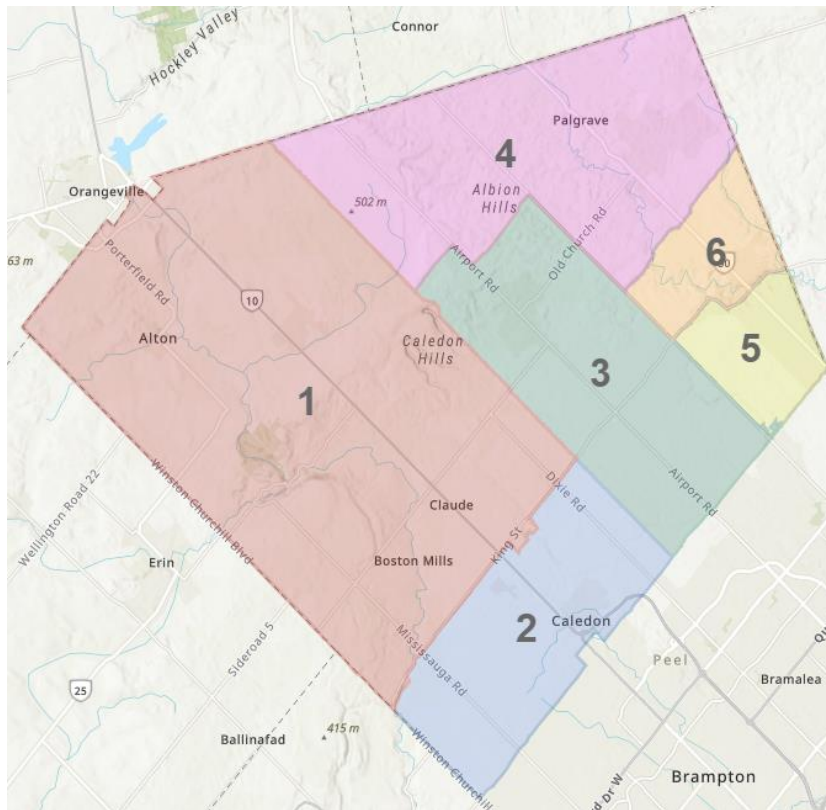 Connor
Hockley Valley
Palgrave
4
Orangeville
Albion
Hills
502 m
Old Church Rd
6
Airport Rd
63 m
Porterfield Rd
10
Alton
Caledon
Hills
5
3
1
Wellington Road 22
Winston Churchill Blvd
Dixie Rd
Airport Rd
Claude
King St
Erin
Boston Mills
2
Caledon
Mississauga Rd
Sideroad 5
Peel
25
Bramalea
Ballinafad
415 m
Winston Churchill
Brampton